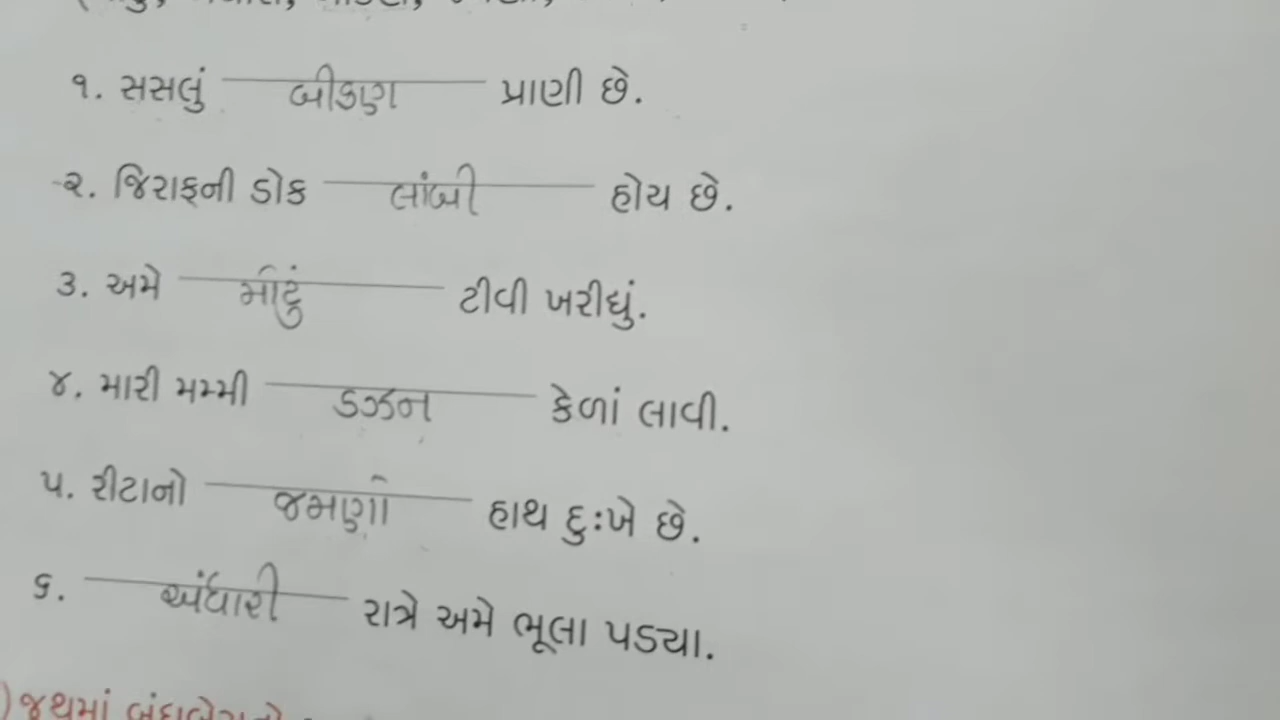 ૧. સસલું બીકણ પ્રાણી છે.
૨. જિરાફની ડોક લાંબી હોય છે.
૩. અમે મોટું ટીવી ખરીધું.
૪. મારી મમ્મી ડઝન કેળાં લાવી.
૫. રીટાનો જમણો હાથ દુઃખે છે.
૬. અંધારી રાત્રે અમે ભૂલા પડ્યા.